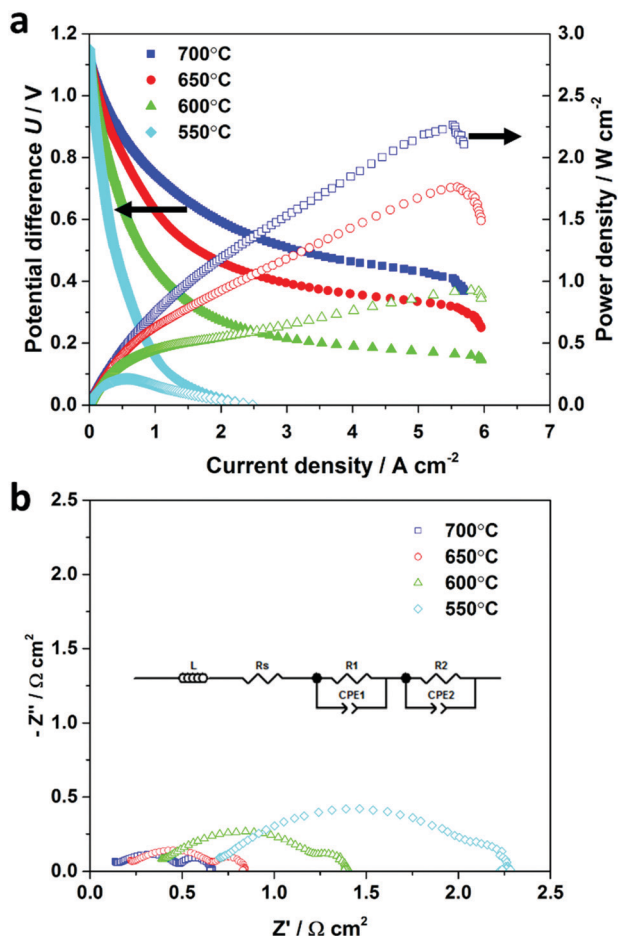 a
Potential difference U / V
Power density / W cm-2
1.2
1.0
0.8
0.6
0.4
0.2
0.0
700°C
650°C
600°C
550°C
3.0
2.5
2.0
1.5
1.0
0.5
0.0
0 1 2 3 4 5 6 7
Current density / A cm-2
b
- Z'' / Ω cm2
2.5
2.0
1.5
1.0
0.5
0.0
700°C
650°C
600°C
550°C
L Rs R1 R2
CPE1 CPE2
0.0 0.5 1.0 1.5 2.0 2.5
Z' / Ω cm2